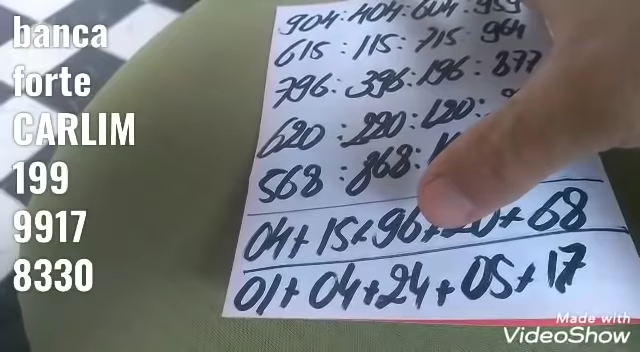 banca
forte
CARLIM
199
9917
8330
904: 404: 604: 959
615 : 115: 715: 964
796: 396: 196: 877
620 : 220: 120:
568 : 868:
04+ 15+ 96+20+ 68
01+ 04+24+ 05+ 17
Made with
VideoShow